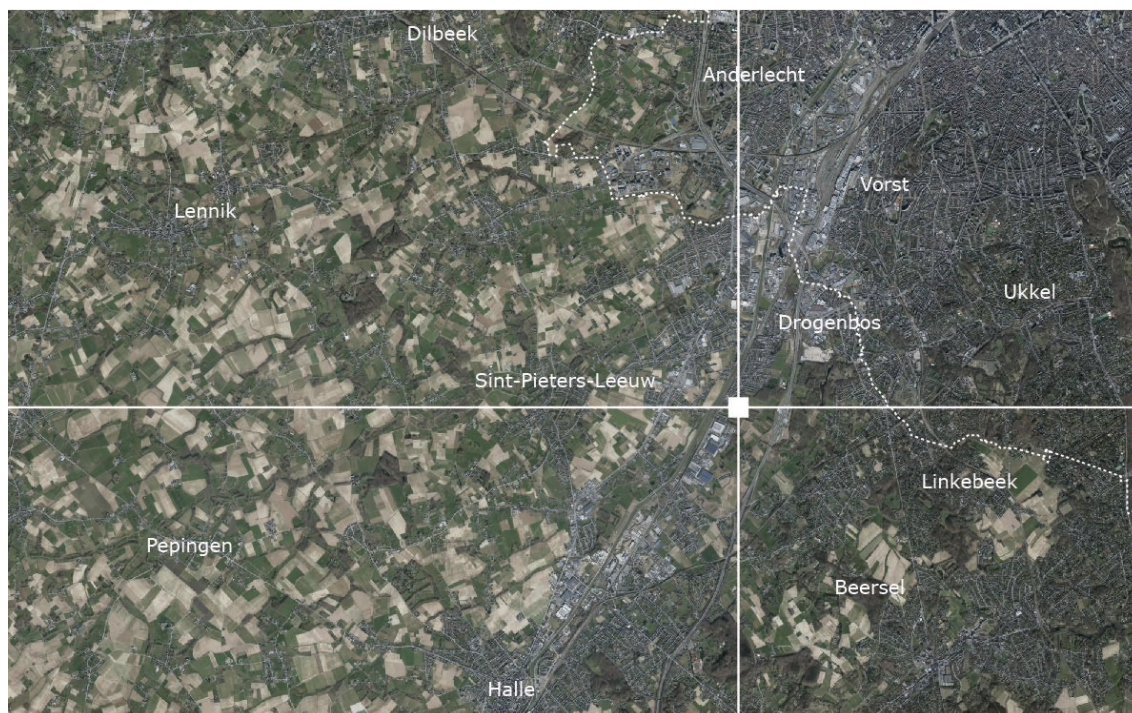 Dilbeek
Anderlecht
Vorst
Lennik
Ukkel
Drogenbos
Sint-Pieters-Leeuw
Linkebeek
Pepingen
Beersel
Halle